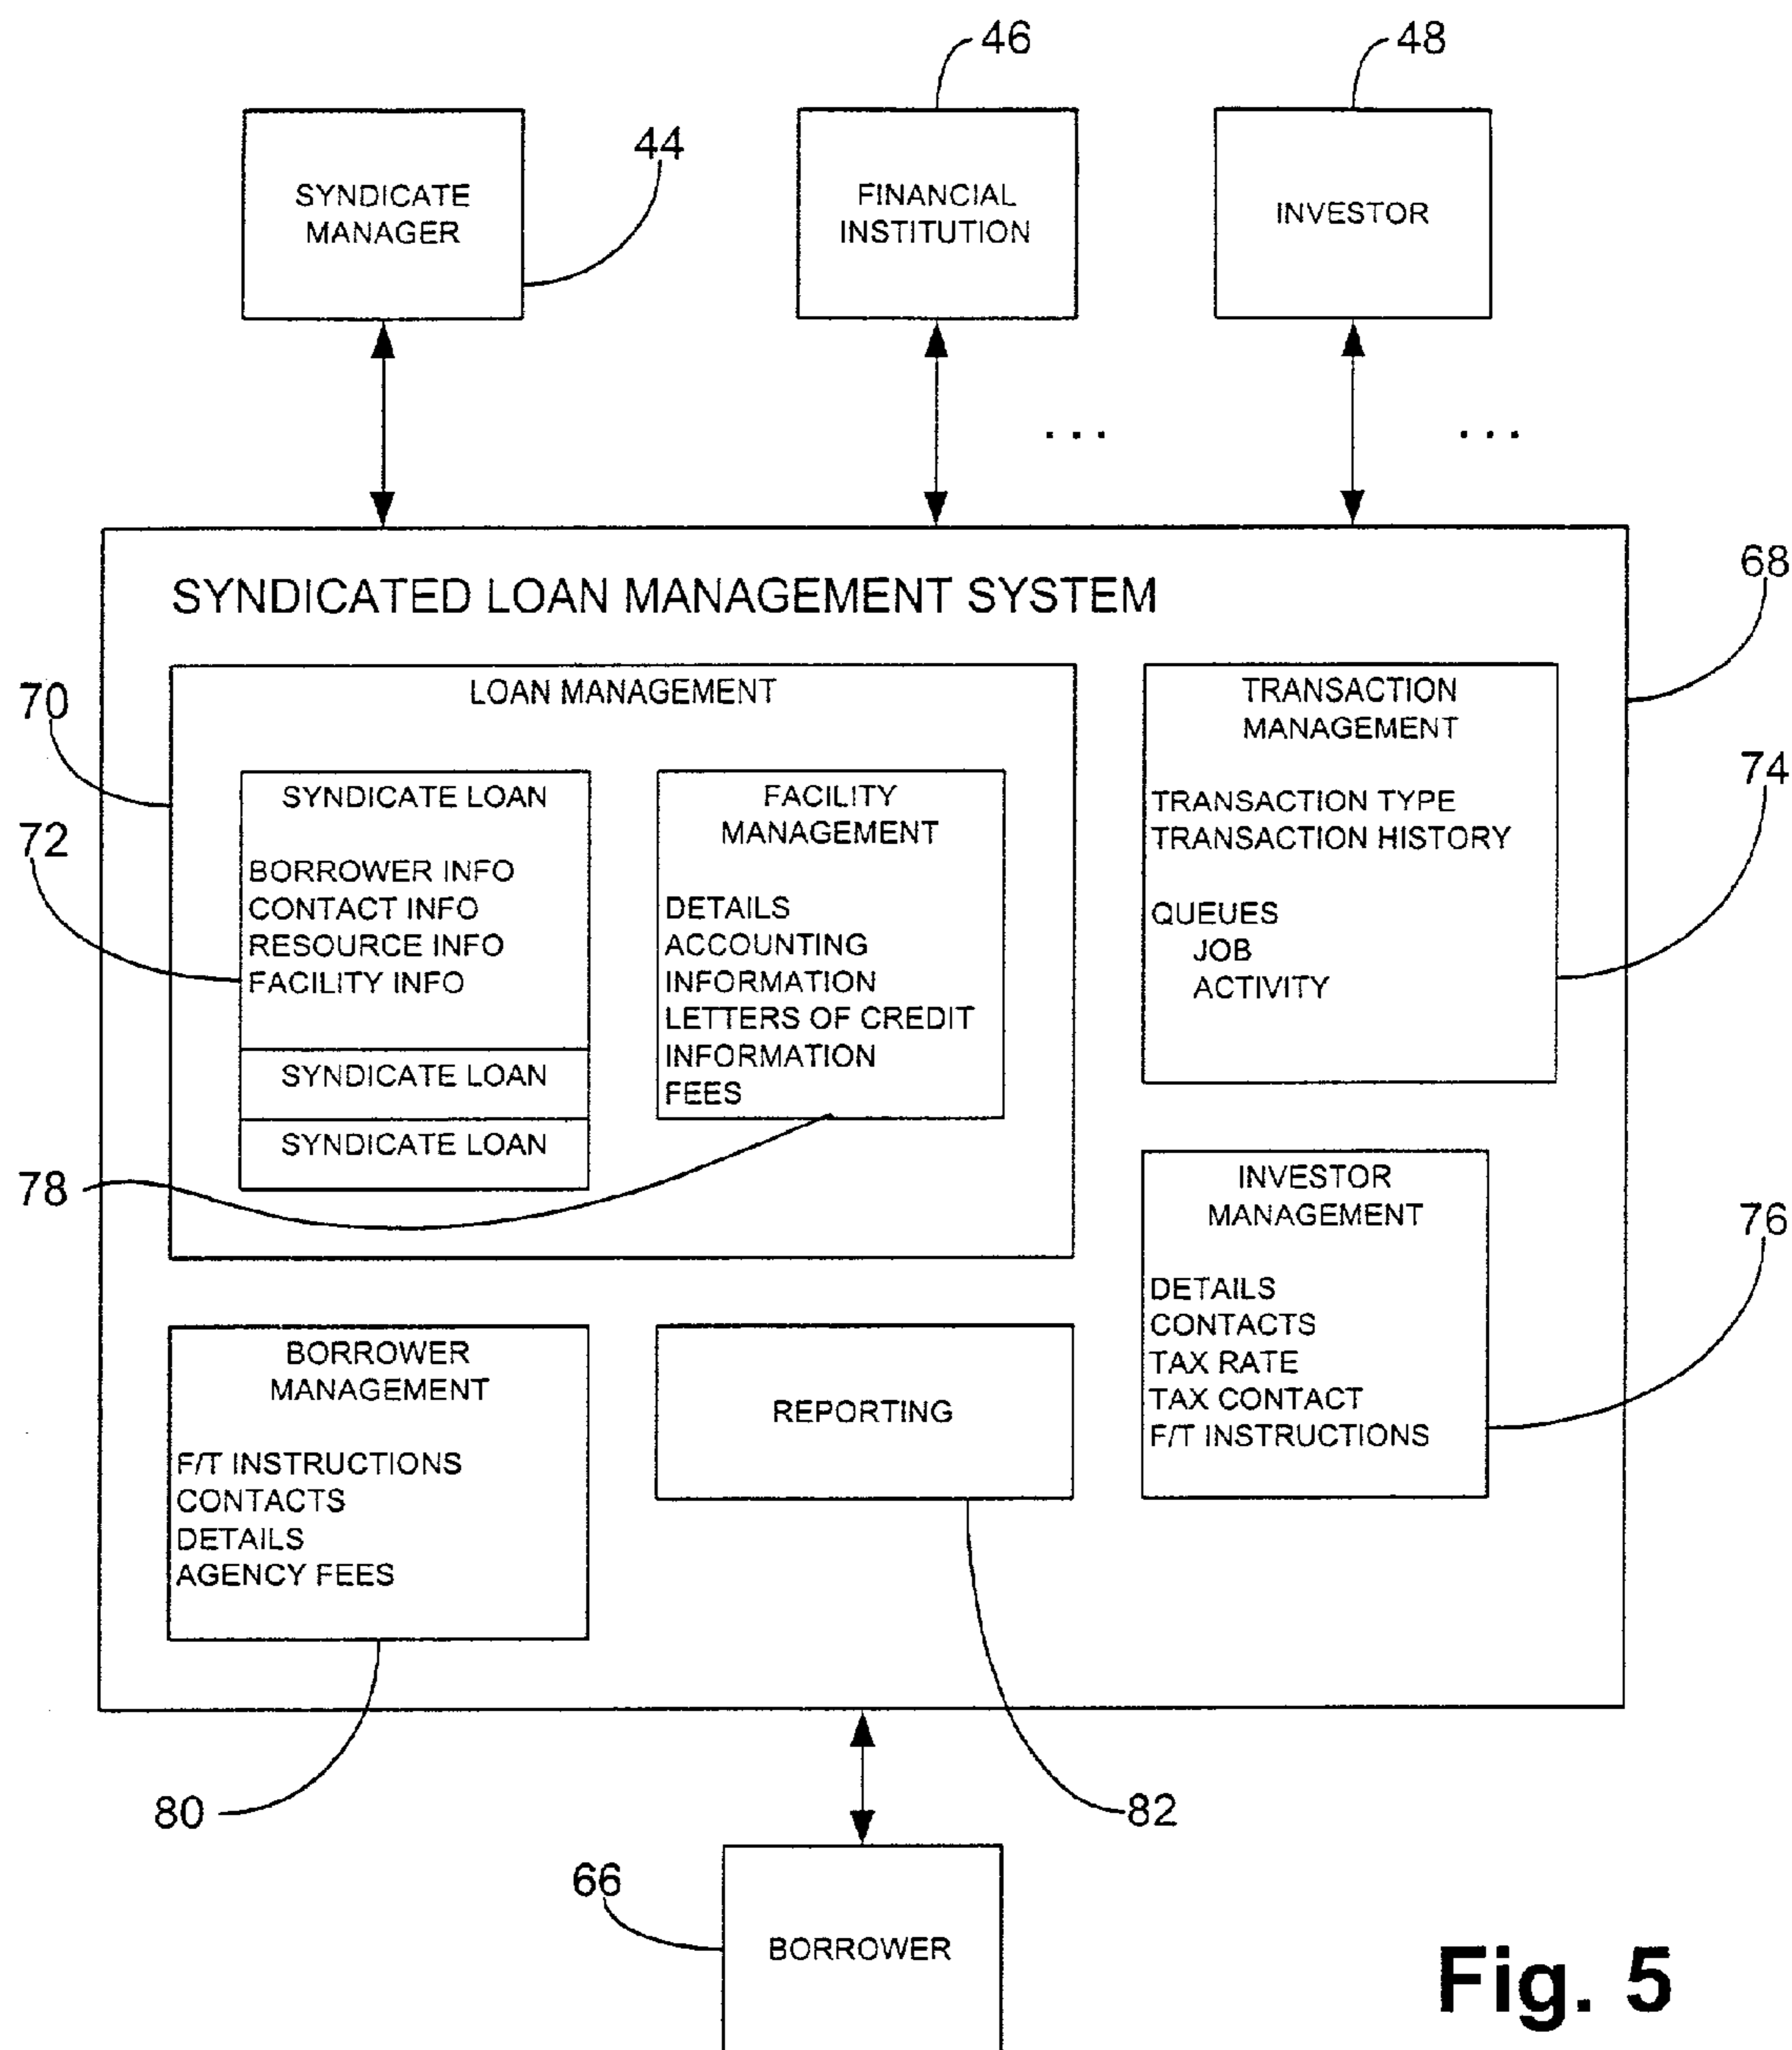 46
48
44
SYNDICATE
MANAGER
FINANCIAL
INSTITUTION
INVESTOR
...
...
68
SYNDICATED LOAN MANAGEMENT SYSTEM
70
LOAN MANAGEMENT
72
SYNDICATE LOAN
BORROWER INFO
CONTACT INFO
RESOURCE INFO
FACILITY INFO
SYNDICATE LOAN
SYNDICATE LOAN
FACILITY
MANAGEMENT
DETAILS
ACCOUNTING
INFORMATION
LETTERS OF CREDIT
INFORMATION
FEES
78
TRANSACTION
MANAGEMENT
TRANSACTION TYPE
TRANSACTION HISTORY
QUEUES
JOB
ACTIVITY
74
INVESTOR
MANAGEMENT
DETAILS
CONTACTS
TAX RATE
TAX CONTACT
F/T INSTRUCTIONS
76
BORROWER
MANAGEMENT
F/T INSTRUCTIONS
CONTACTS
DETAILS
AGENCY FEES
REPORTING
80
82
66
BORROWER
Fig. 5